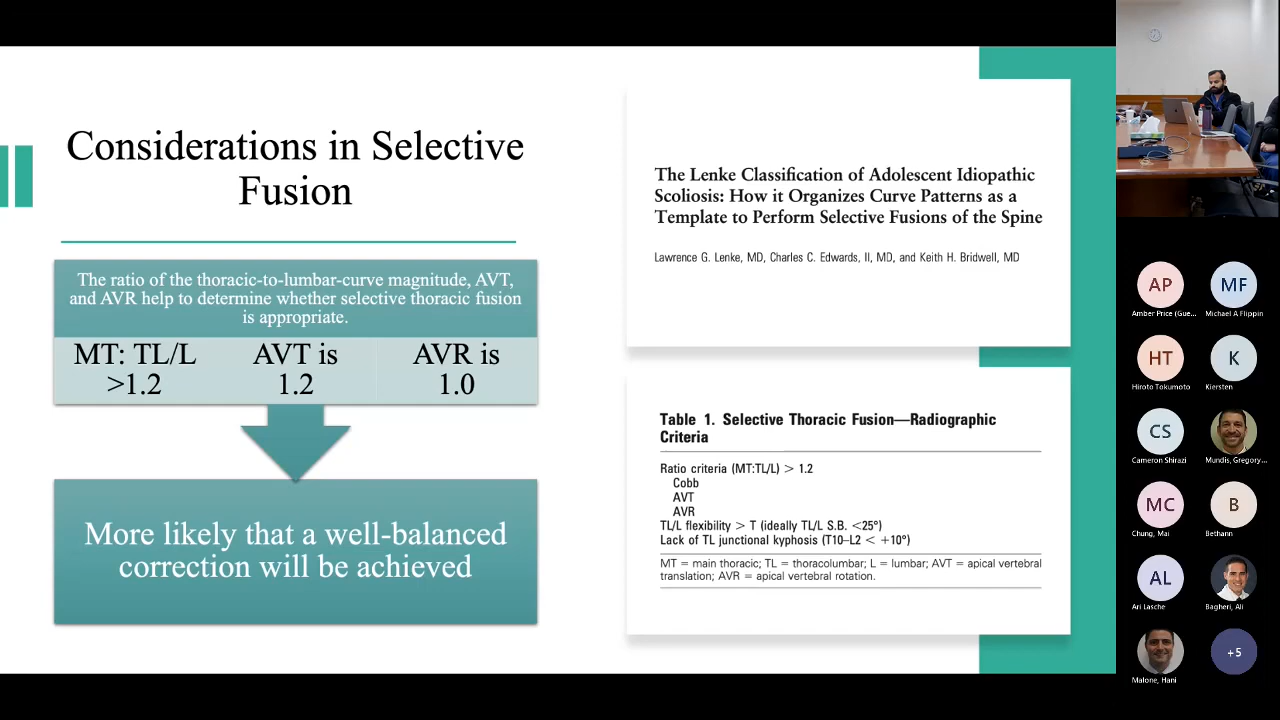 Considerations in Selective
Fusion
The ratio of the thoracic-to-lumbar-curve magnitude, AVT,
and AVR help to determine whether selective thoracic fusion
is appropriate.
MT: TL/L
>1.2
AVT is
1.2
AVR is
1.0
More likely that a well-balanced
correction will be achieved
The Lenke Classification of Adolescent Idiopathic
Scoliosis: How it Organizes Curve Patterns as a
Template to Perform Selective Fusions of the Spine
Lawrence G. Lenke, MD, Charles C. Edwards, II, MD, and Keith H. Bridwell, MD
Table 1. Selective Thoracic Fusion—Radiographic
Criteria
Ratio criteria (MT:TL/L) > 1.2
Cobb
AVT
AVR
TL/L flexibility > T (ideally TL/L S.B. <25°)
Lack of TL junctional kyphosis (T10–L2 < +10°)
MT = main thoracic; TL = thoracolumbar; L = lumbar; AVT = apical vertebral
translation; AVR = apical vertebral rotation.
AP
Amber Price (Gue...
MF
Michael A Flippin
HT
Hiroto Tokumoto
K
Kiersten
CS
Cameron Shirazi
Mundis, Gregory...
MC
Chung, Mai
B
Bethann
AL
Ari Lasche
Bagheri, Ali
Malone, Hani
+5